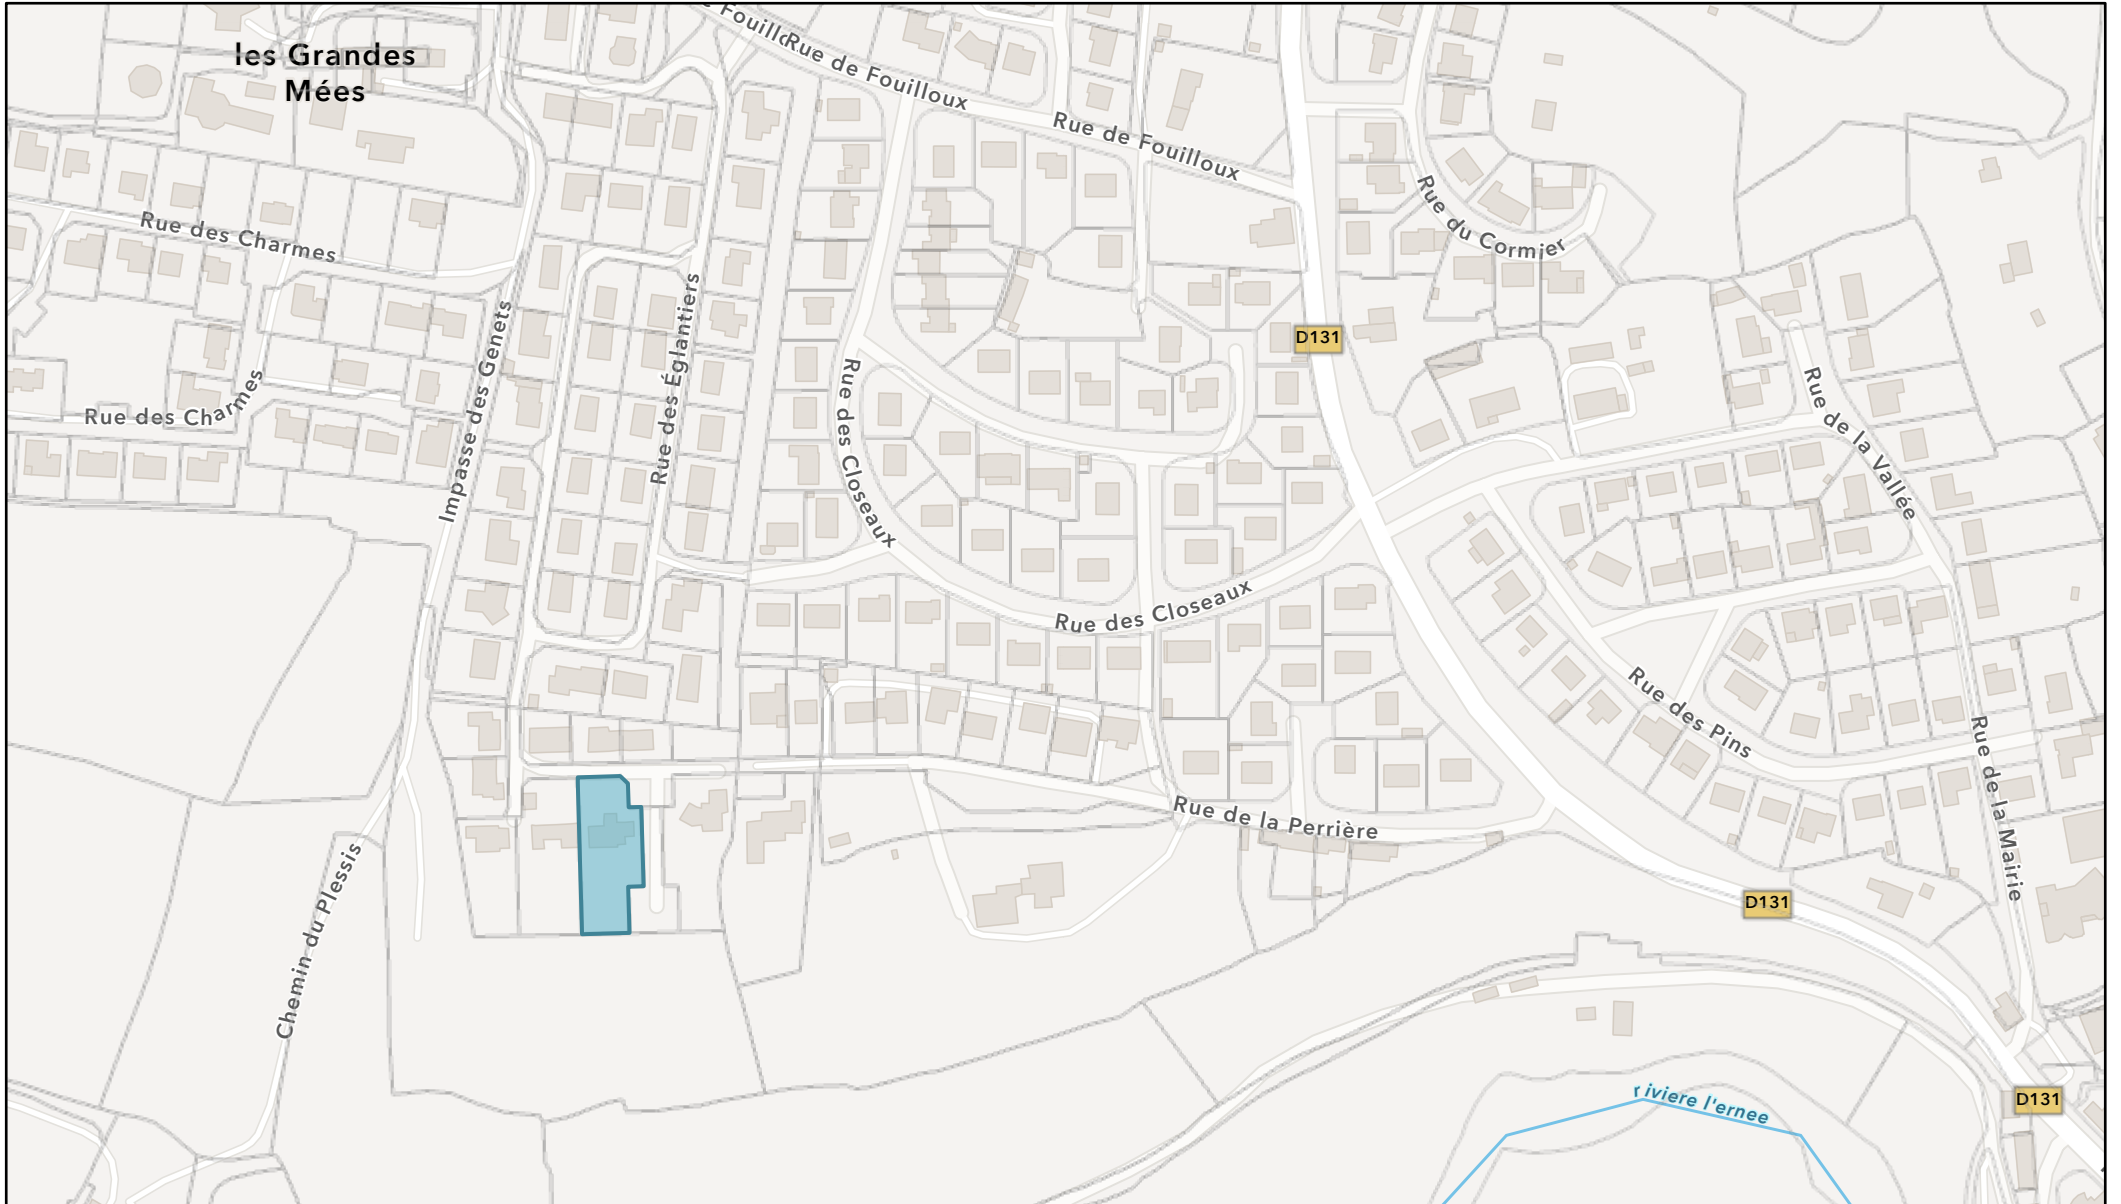 e Fouillo
Rue de Fouilloux
les Grandes
Mées
Rue de Fouilloux
Rue des Charmes
Rue du Cormier
D131
Rue des Églantiers
Impasse des Genets
Rue des Charmes
Rue des Closeaux
Rue de la Vallée
Rue des Closeaux
Rue des Pins
Rue de la Mairie
Rue de la Perrière
Chemin du Plessis
D131
riviere l'ernee
D131